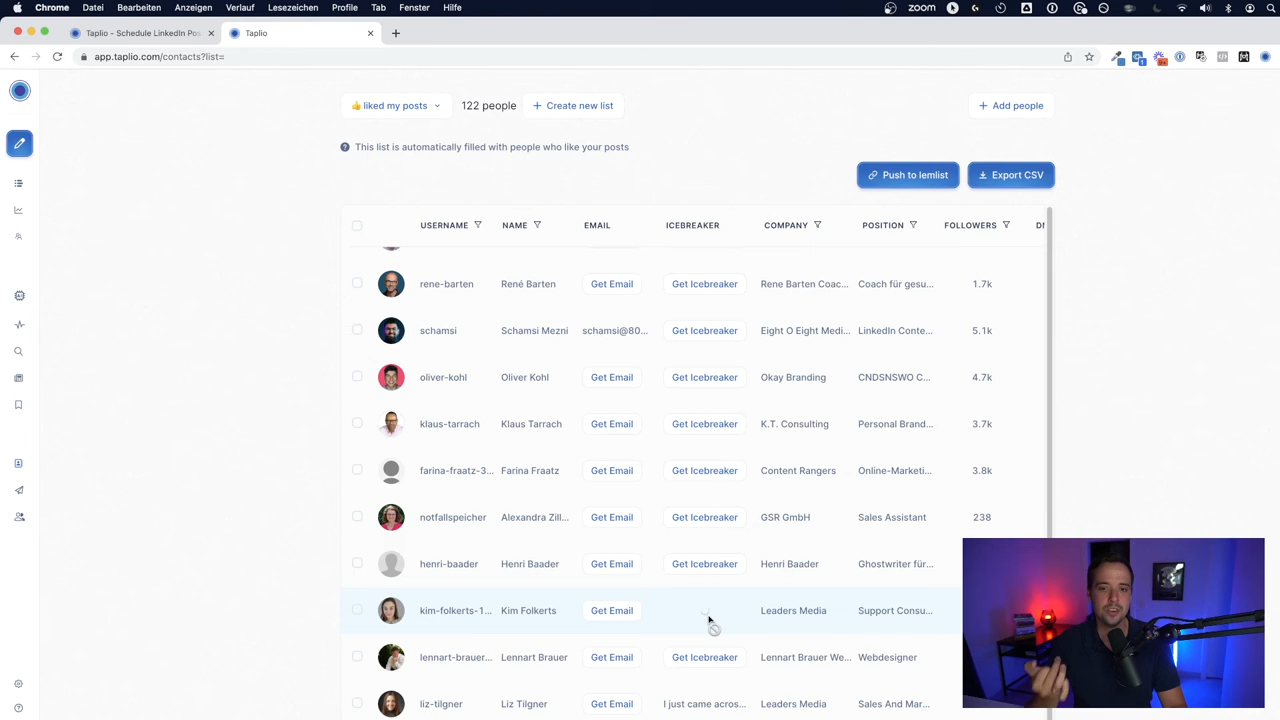 Chrome Ablage Bearbeiten Anzeigen Verlauf Lesezeichen Profile Tab Fenster Hilfe zoom
Taplio - Schedule LinkedIn Pos
Taplio
app.taplio.com/contacts?list=
👍 liked my posts
122 people
+ Create new list
+ Add people
This list is automatically filled with people who like your posts
Push to lemlist
Export CSV
USERNAME NAME EMAIL ICEBREAKER COMPANY POSITION FOLLOWERS
rene-barten René Barten Get Email Get Icebreaker Rene Barten Coac... Coach für gesu... 1.7k
schamsi Schamsi Mezni schamsi@80... Get Icebreaker Eight O Eight Medi... LinkedIn Conte... 5.1k
oliver-kohl Oliver Kohl Get Email Get Icebreaker Okay Branding CNDSNSWO C... 4.7k
klaus-tarrach Klaus Tarrach Get Email Get Icebreaker K.T. Consulting Personal Brand... 3.7k
farina-fraatz-3... Farina Fraatz Get Email Get Icebreaker Content Rangers Online-Marketi... 3.8k
notfallspeicher Alexandra Zill... Get Email Get Icebreaker GSR GmbH Sales Assistant 238
henri-baader Henri Baader Get Email Get Icebreaker Henri Baader Ghostwriter für...
kim-folkerts-1... Kim Folkerts Get Email Leaders Media Support Consu...
lennart-brauer... Lennart Brauer Get Email Get Icebreaker Lennart Brauer We... Webdesigner
liz-tilgner Liz Tilgner Get Email I just came acros... Leaders Media Sales And Mar...